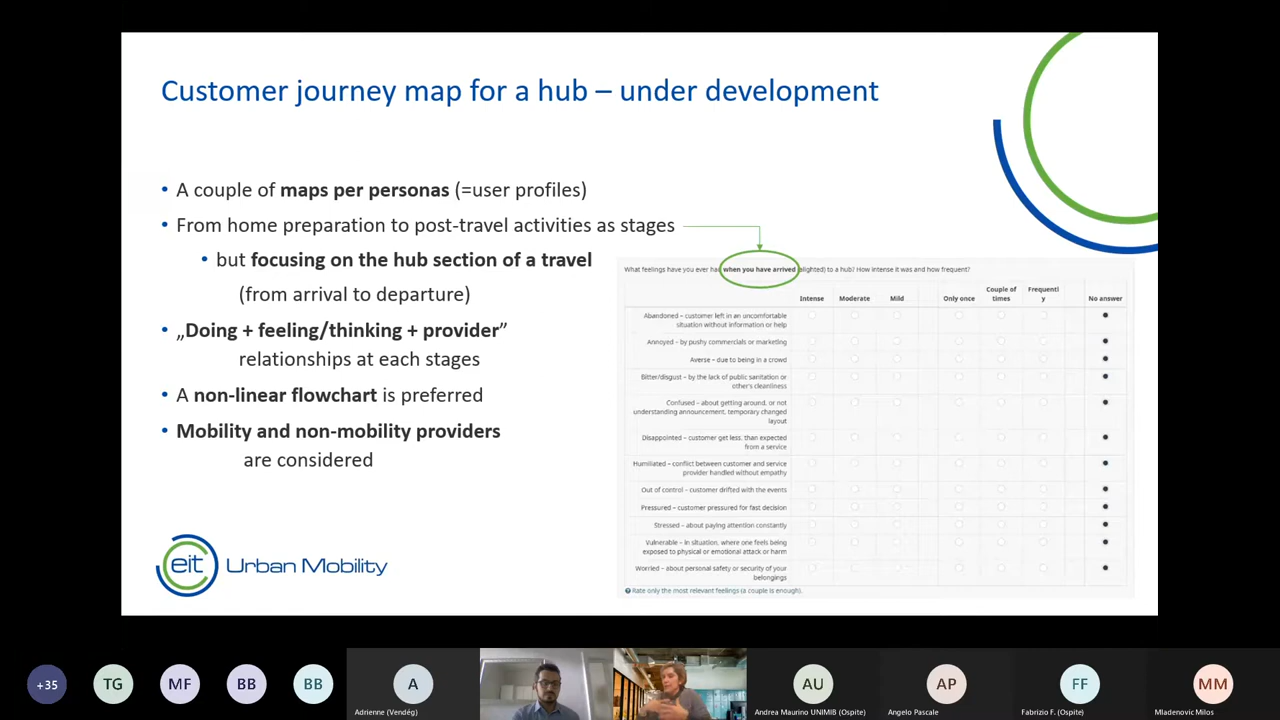 Customer journey map for a hub – under development
• A couple of maps per personas (=user profiles)
• From home preparation to post-travel activities as stages
• but focusing on the hub section of a travel
(from arrival to departure)
• „Doing + feeling/thinking + provider”
relationships at each stages
• A non-linear flowchart is preferred
• Mobility and non-mobility providers
are considered
What feelings have you ever had when you have arrived (alighted) to a hub? How intense it was and how frequent?
Intense Moderate Mild Only once Couple of times Frequentl
y No answer
Abandoned – customer left in an uncomfortable
situation without information or help
Annoyed – by pushy commercials or marketing
Averse – due to being in a crowd
Bitter/disgust – by the lack of public sanitation or
other's cleanliness
Confused – about getting around, or not
understanding announcement, temporary changed
layout
Disappointed – customer get less, than expected
from a service
Humiliated – conflict between customer and service
provider handled without empathy
Out of control – customer drifted with the events
Pressured – customer pressured for fast decision
Stressed – about paying attention constantly
Vulnerable – in situation, where one feels being
exposed to physical or emotional attack or harm
Worried – about personal safety or security of your
belongings
Rate only the most relevant feelings (a couple is enough).
eit Urban Mobility
+35 TG MF BB BB A AU AP FF MM
Adrienne (Vendég) Andrea Maurino UNIMIB (Ospite) Angelo Pascale Fabrizio F. (Ospite) Mladenovic Milos